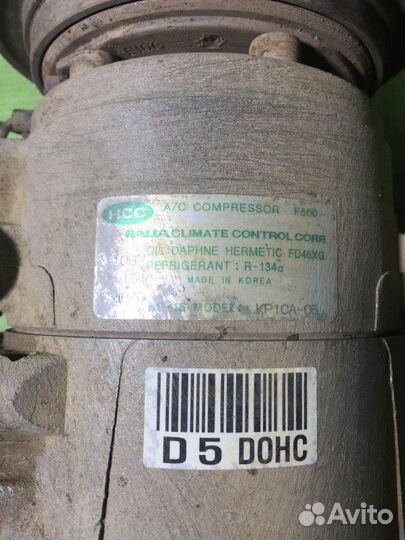 HCC A/C COMPRESSOR F500
HALLA CLIMATE CONTROL CORP
OIL:DAPHNE HERMETIC FD46XG
REFRIGERANT : R-134a
MADE IN KOREA
MODEL: KP1CA-05
D5 DOHC
Avito